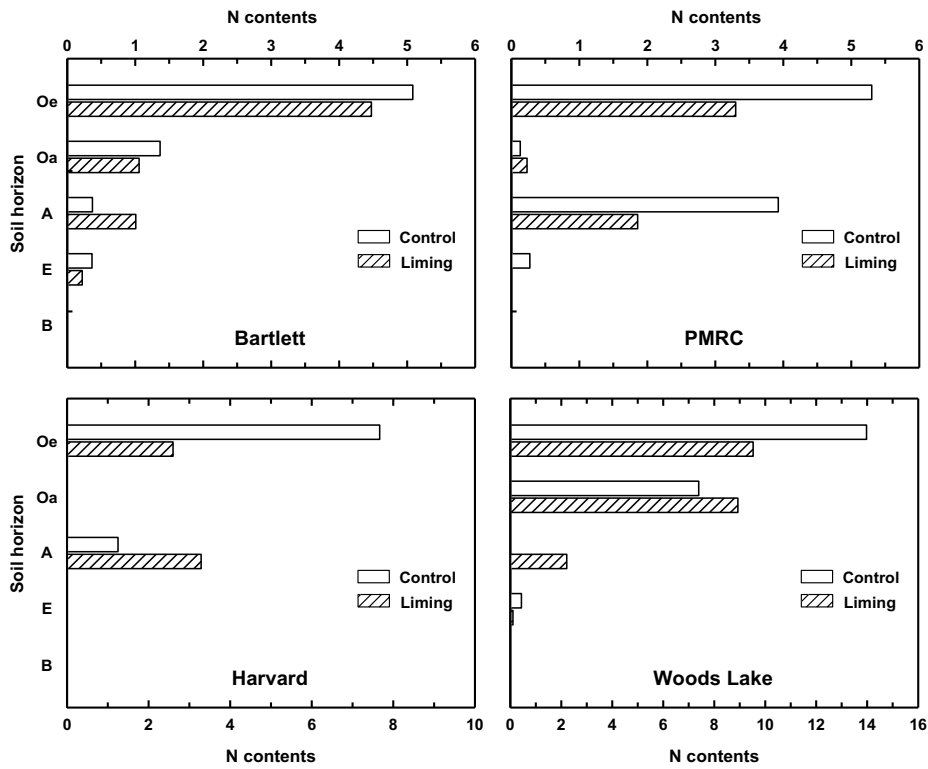 N contents
0 1 2 3 4 5 6
Soil horizon
Oe
Oa
A
E
B
Control
Liming
Bartlett
N contents
0 1 2 3 4 5 6
Control
Liming
PMRC
Soil horizon
Oe
Oa
A
E
B
Control
Liming
Harvard
0 2 4 6 8 10
N contents
Control
Liming
Woods Lake
0 2 4 6 8 10 12 14 16
N contents